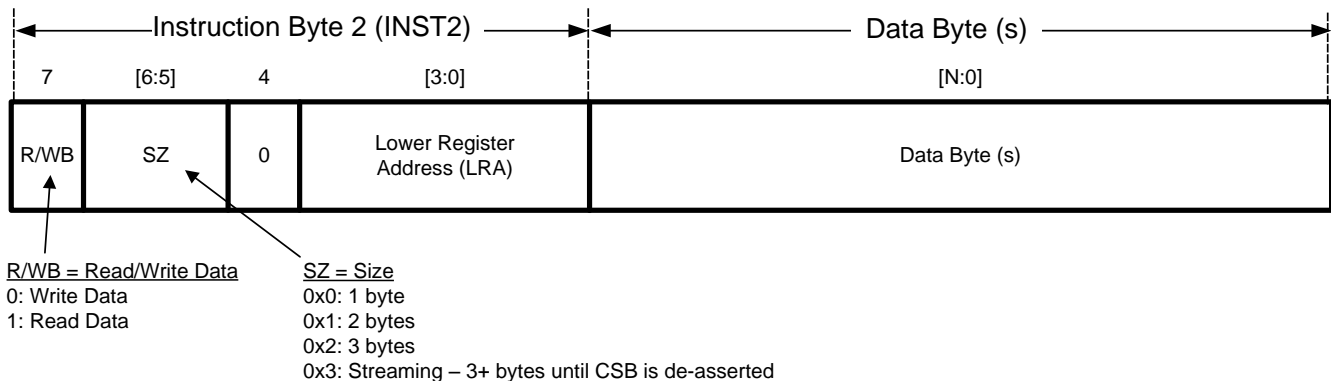 Instruction Byte 2 (INST2) Data Byte (s)
7 [6:5] 4 [3:0] [N:0]
R/WB SZ 0 Lower Register
Address (LRA) Data Byte (s)
R/WB = Read/Write Data
0: Write Data
1: Read Data
SZ = Size
0x0: 1 byte
0x1: 2 bytes
0x2: 3 bytes
0x3: Streaming – 3+ bytes until CSB is de-asserted